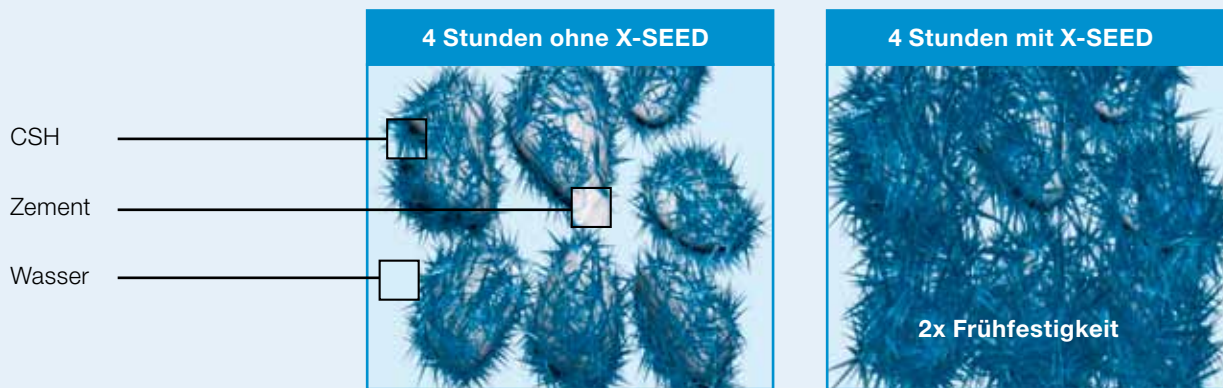 4 Stunden ohne X-SEED
4 Stunden mit X-SEED
CSH
Zement
Wasser
2x Frühfestigkeit